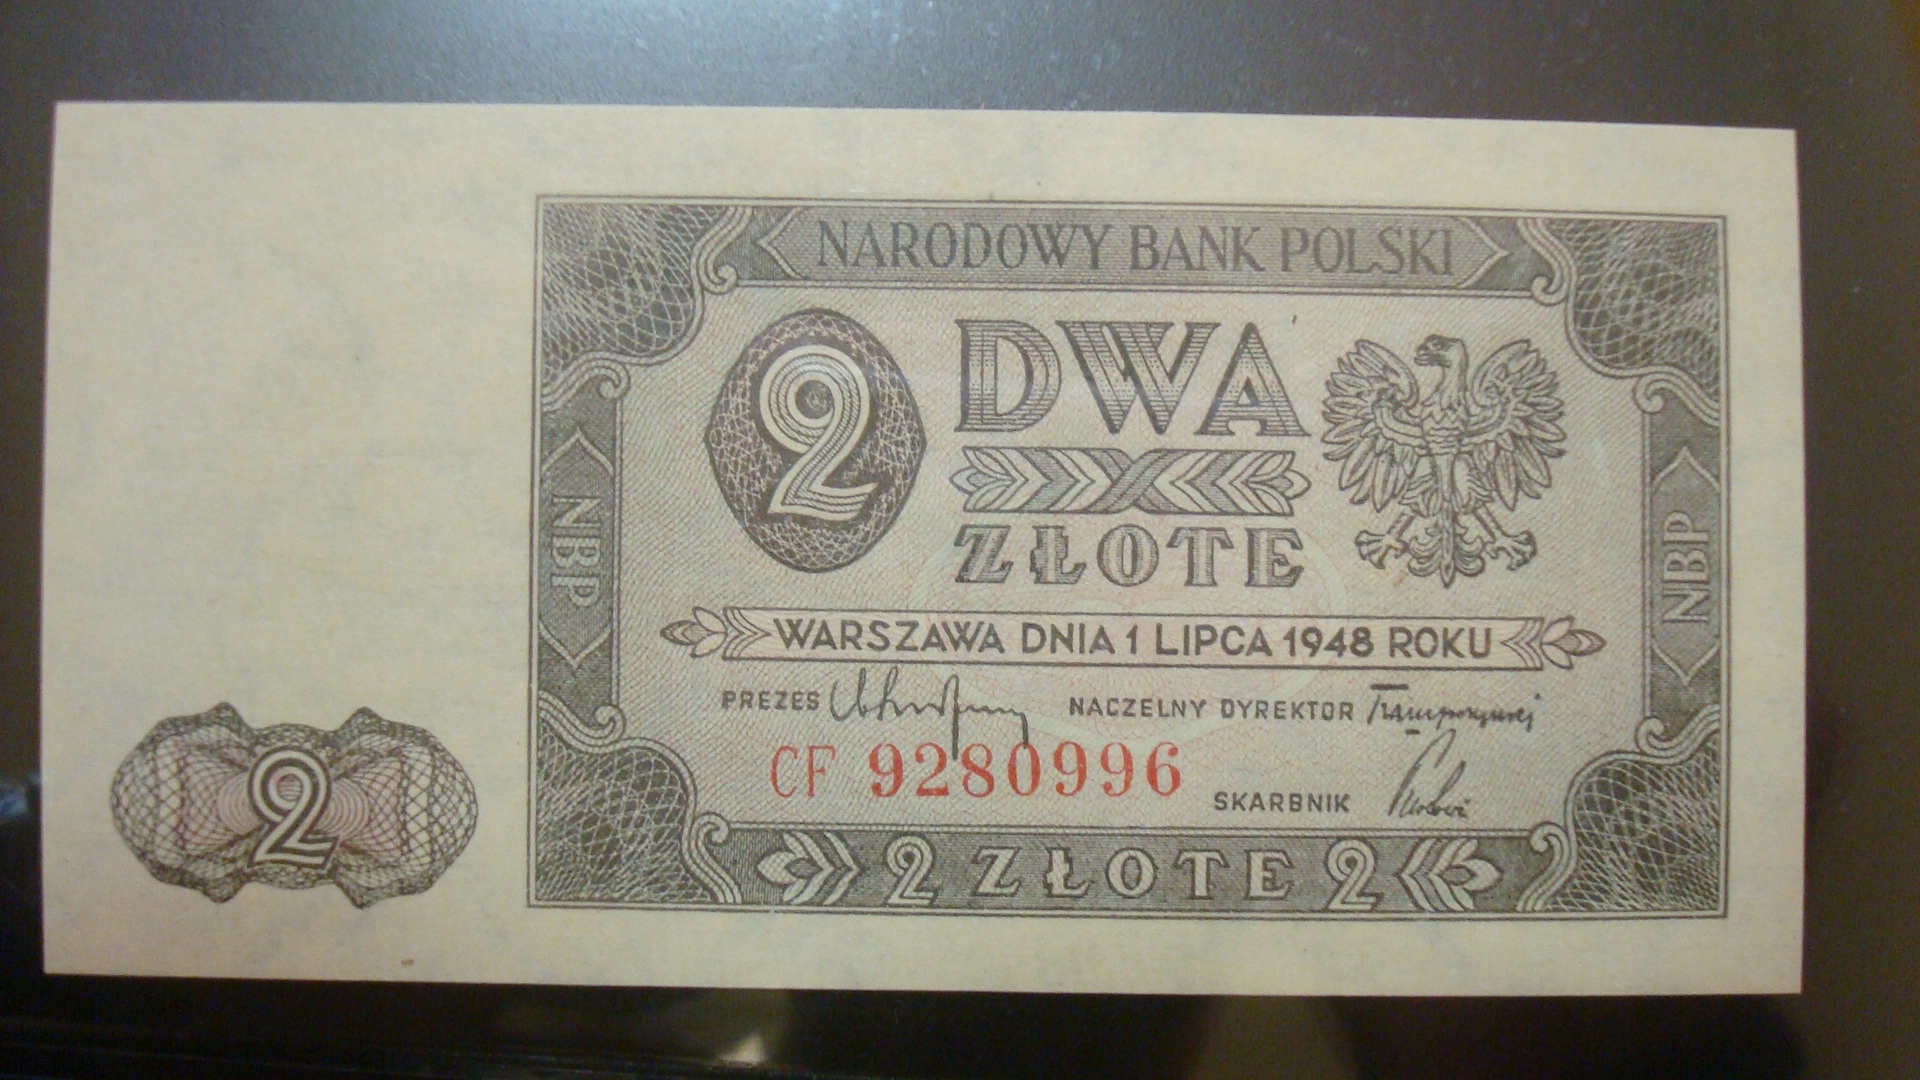 NARODOWY BANK POLSKI
2
DWA
ZŁOTE
NBP
NBP
WARSZAWA DNIA 1 LIPCA 1948 ROKU
PREZES
NACZELNY DYREKTOR
CF 9280996
SKARBNIK
2
2 ZŁOTE 2